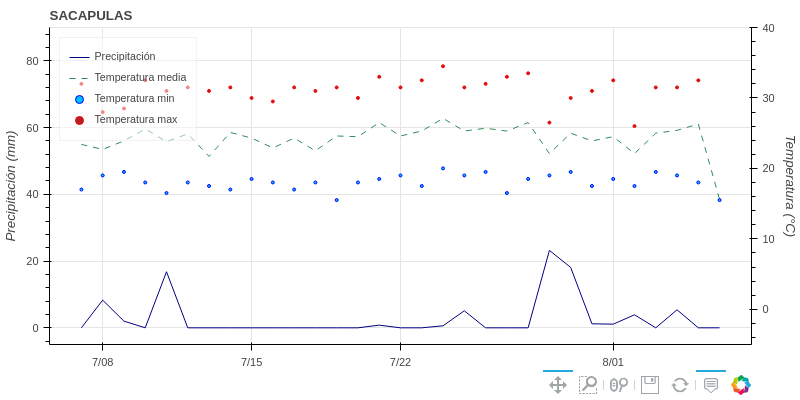 SACAPULAS
Precipitación
Temperatura media
Temperatura min
Temperatura max
Precipitación (mm)
80
60
40
20
0
40
30
20
10
0
Temperatura (°C)
7/08
7/15
7/22
8/01